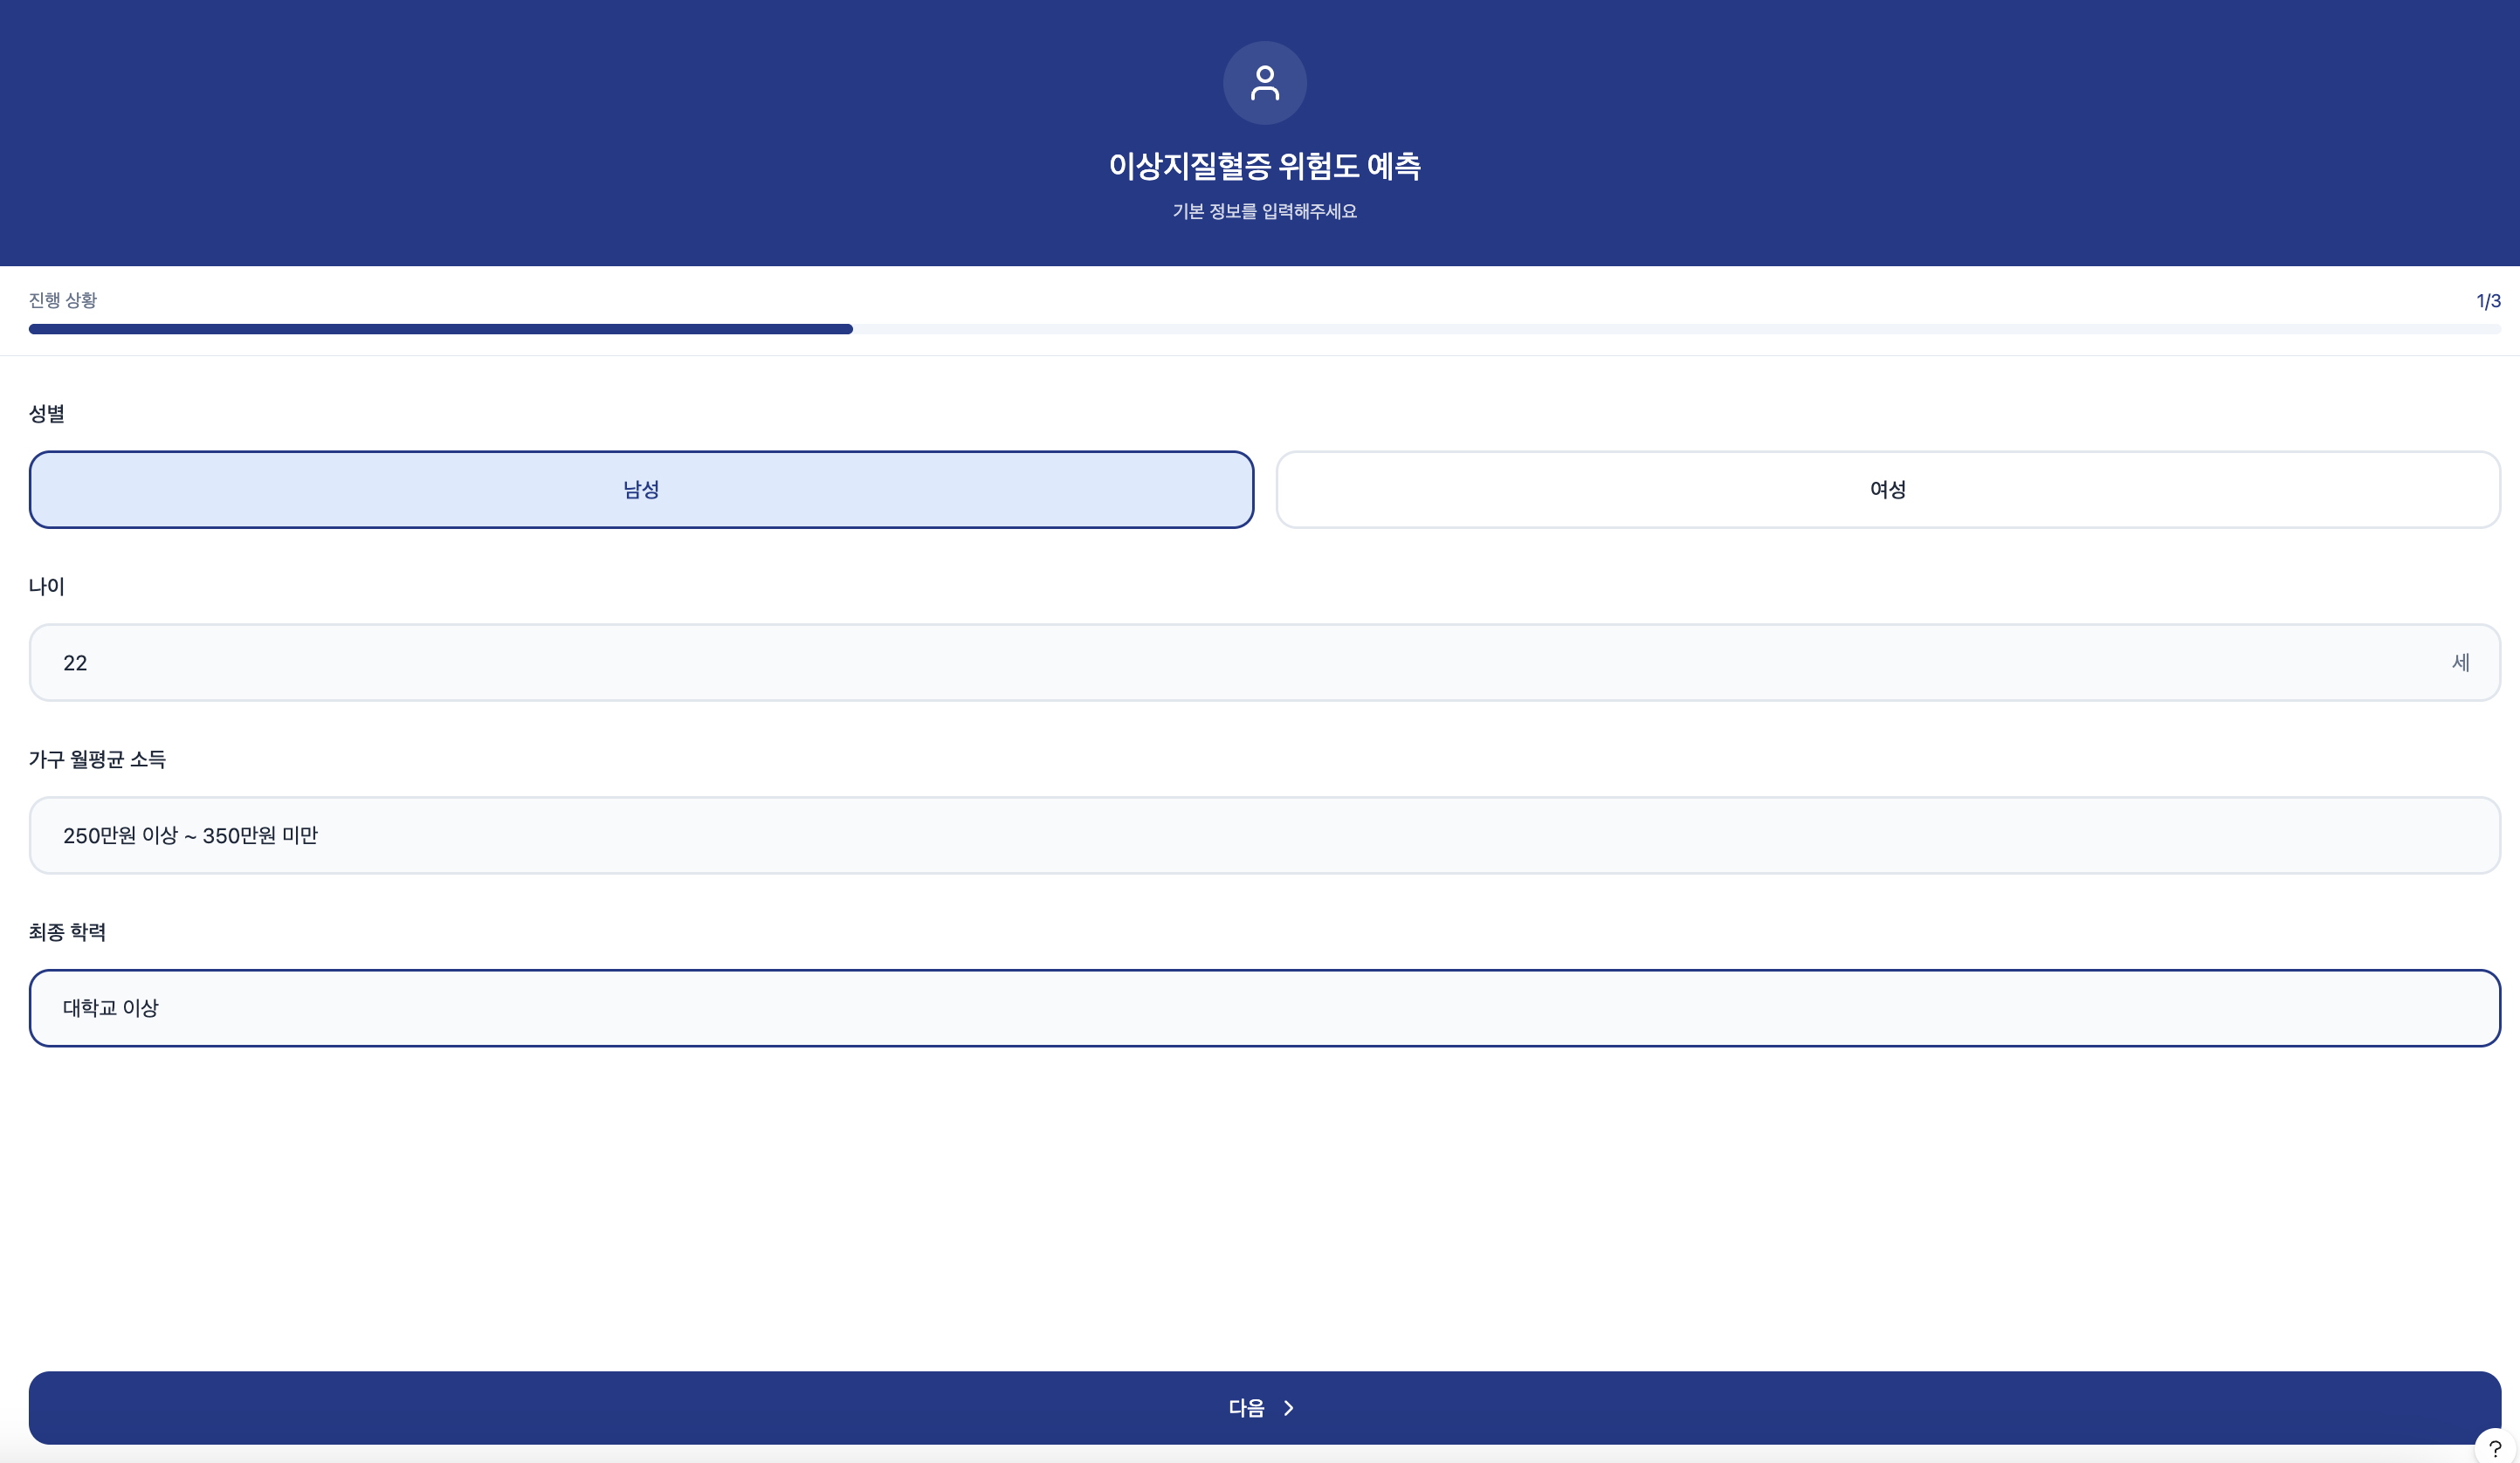 이상지질혈증 위험도 예측
기본 정보를 입력해주세요
진행 상황 1/3
성별
남성 여성
나이
22 세
가구 월평균 소득
250만원 이상 ~ 350만원 미만
최종 학력
대학교 이상
다음 >
?